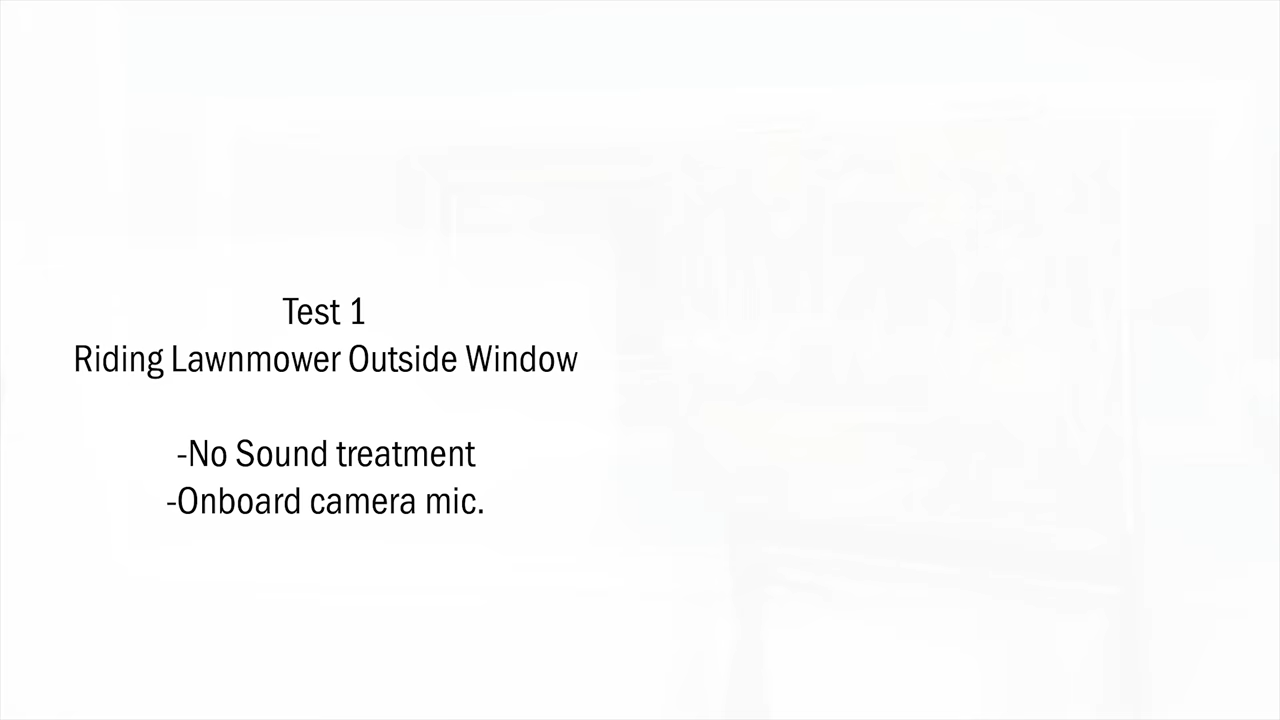 Test 1
Riding Lawnmower Outside Window
-No Sound treatment
-Onboard camera mic.